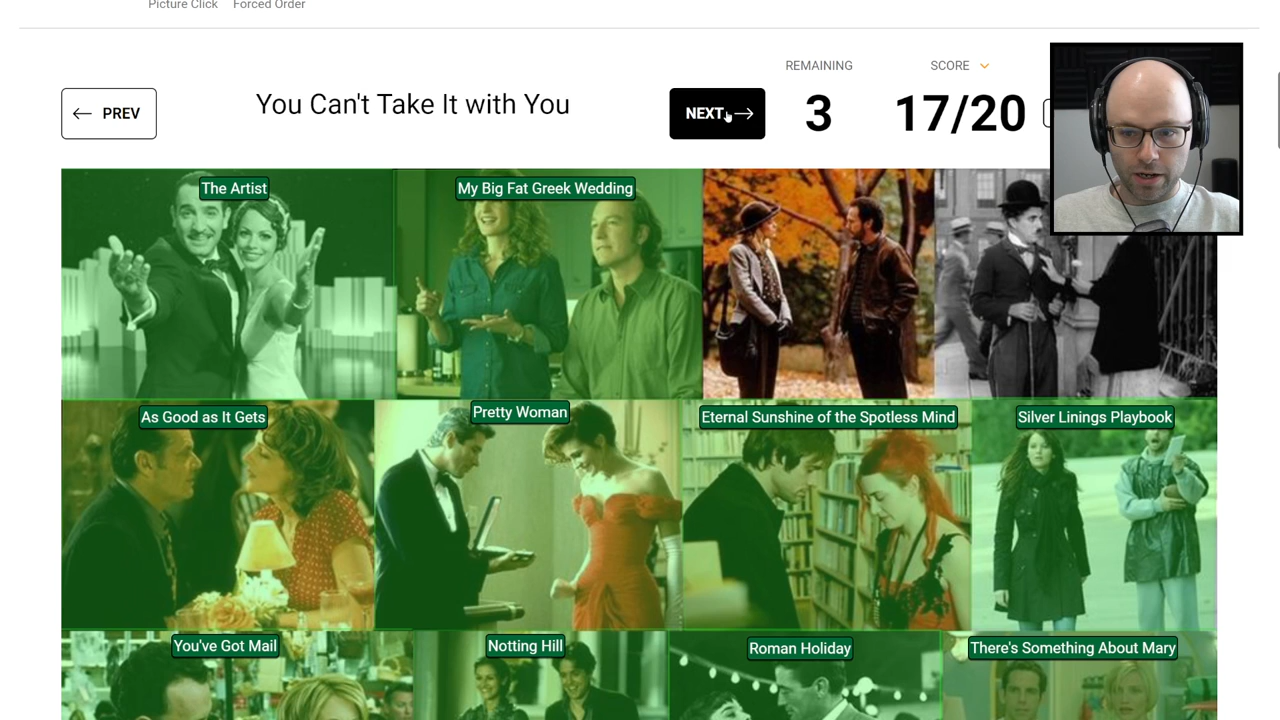 Picture Click Forced Order
REMAINING
SCORE
PREV
You Can't Take It with You
NEXT
3
17/20
The Artist
My Big Fat Greek Wedding
As Good as It Gets
Pretty Woman
Eternal Sunshine of the Spotless Mind
Silver Linings Playbook
You've Got Mail
Notting Hill
Roman Holiday
There's Something About Mary